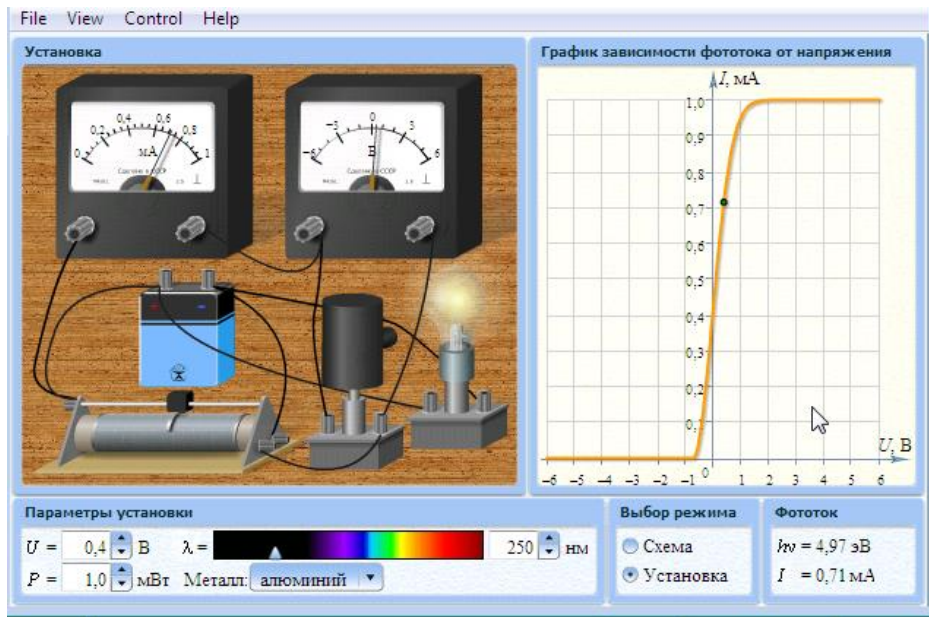 File View Control Help
Установка
0 0,2 0,4 0,6 0,8 1
мА
Сделано в СССР
−6 −3 0 3 6
В
Сделано в СССР
+ −
График зависимости фототока от напряжения
I, мА
1,0
0,9
0,8
0,7
0,6
0,5
0,4
0,3
0,2
0,1
U, В
−6 −5 −4 −3 −2 −1 0 1 2 3 4 5 6
Параметры установки
U = 0,4 В λ = 250 нм
P = 1,0 мВт Металл: алюминий
Выбор режима
Схема
Установка
Фототок
hν = 4,97 эВ
I = 0,71 мА